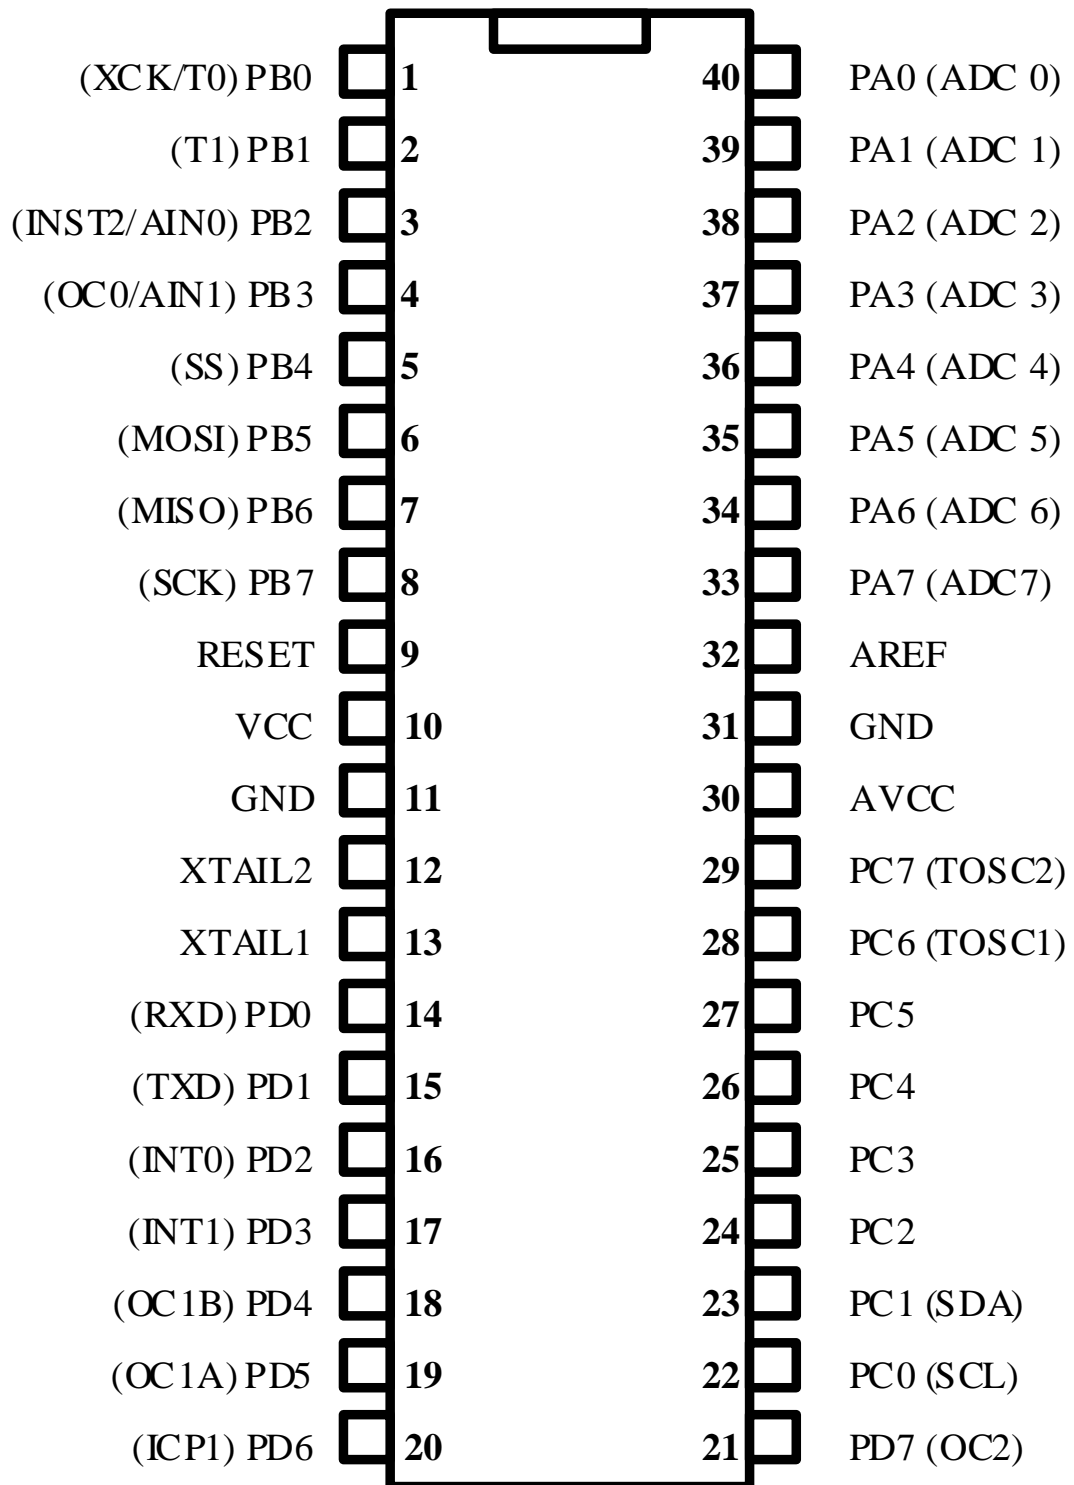 (XCK/T0) PB0 1 40 PA0 (ADC 0)
(T1) PB1 2 39 PA1 (ADC 1)
(INST2/AIN0) PB2 3 38 PA2 (ADC 2)
(OC0/AIN1) PB3 4 37 PA3 (ADC 3)
(SS) PB4 5 36 PA4 (ADC 4)
(MOSI) PB5 6 35 PA5 (ADC 5)
(MISO) PB6 7 34 PA6 (ADC 6)
(SCK) PB7 8 33 PA7 (ADC7)
RESET 9 32 AREF
VCC 10 31 GND
GND 11 30 AVCC
XTAIL2 12 29 PC7 (TOSC2)
XTAIL1 13 28 PC6 (TOSC1)
(RXD) PD0 14 27 PC5
(TXD) PD1 15 26 PC4
(INT0) PD2 16 25 PC3
(INT1) PD3 17 24 PC2
(OC1B) PD4 18 23 PC1 (SDA)
(OC1A) PD5 19 22 PC0 (SCL)
(ICP1) PD6 20 21 PD7 (OC2)